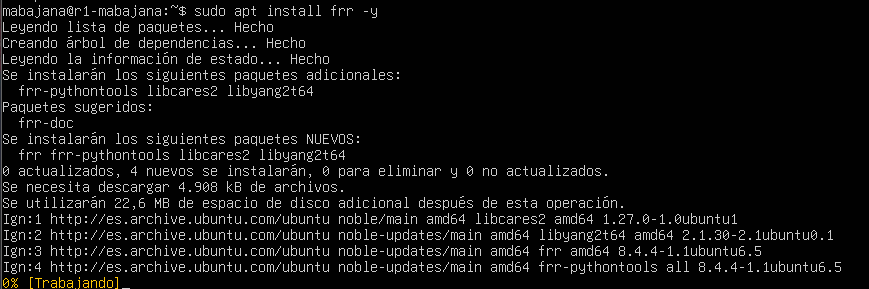 mabajana@r1-mabajana:~$ sudo apt install frr -y
Leyendo lista de paquetes... Hecho
Creando árbol de dependencias... Hecho
Leyendo la información de estado... Hecho
Se instalarán los siguientes paquetes adicionales:
  frr-pythontools libcares2 libyang2t64
Paquetes sugeridos:
  frr-doc
Se instalarán los siguientes paquetes NUEVOS:
  frr frr-pythontools libcares2 libyang2t64
0 actualizados, 4 nuevos se instalarán, 0 para eliminar y 0 no actualizados.
Se necesita descargar 4.908 kB de archivos.
Se utilizarán 22,6 MB de espacio de disco adicional después de esta operación.
Ign:1 http://es.archive.ubuntu.com/ubuntu noble/main amd64 libcares2 amd64 1.27.0-1.0ubuntu1
Ign:2 http://es.archive.ubuntu.com/ubuntu noble-updates/main amd64 libyang2t64 amd64 2.1.30-2.1ubuntu0.1
Ign:3 http://es.archive.ubuntu.com/ubuntu noble-updates/main amd64 frr amd64 8.4.4-1.1ubuntu6.5
Ign:4 http://es.archive.ubuntu.com/ubuntu noble-updates/main amd64 frr-pythontools all 8.4.4-1.1ubuntu6.5
0% [Trabajando]